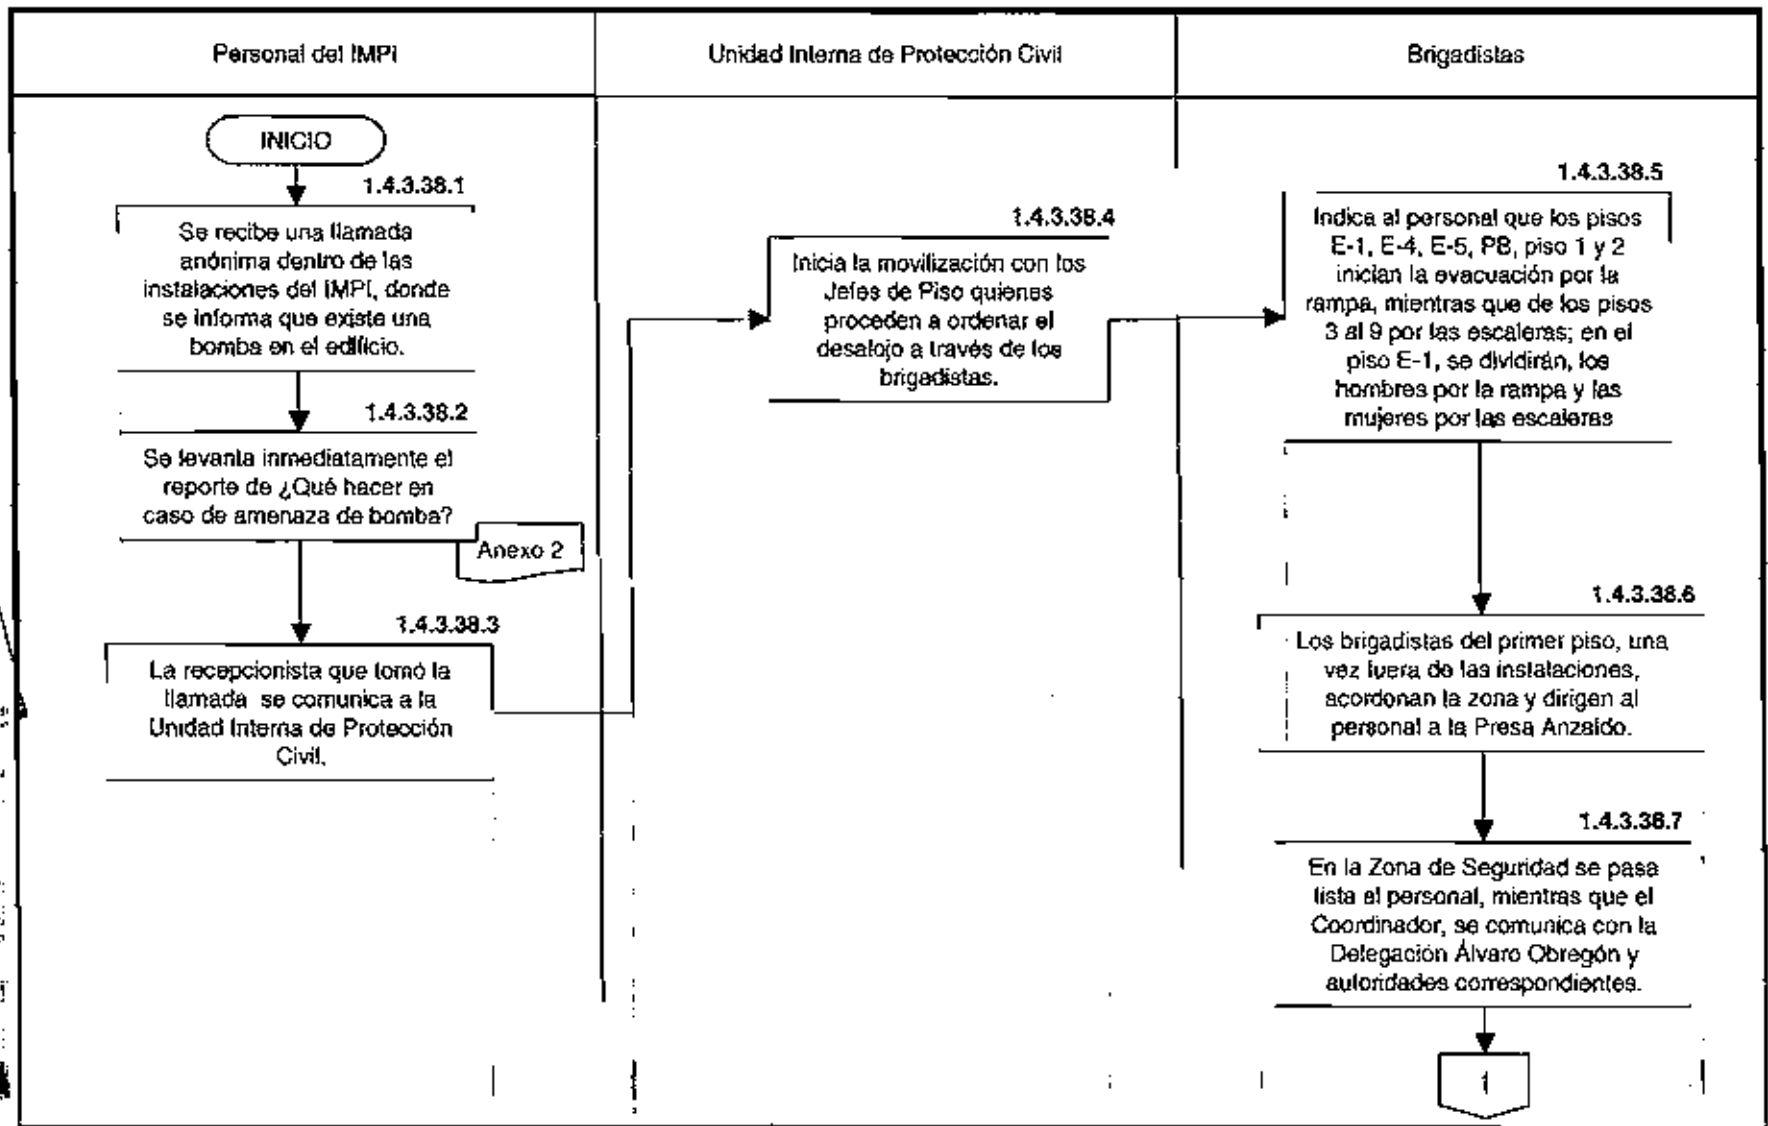 Personal del IMPI
Unidad Interna de Protección Civil
Brigadistas
INICIO
1.4.3.38.1
Se recibe una llamada
anónima dentro de las
instalaciones del IMPI, donde
se informa que existe una
bomba en el edificio.
1.4.3.38.2
Se levanta inmediatamente el
reporte de ¿Qué hacer en
caso de amenaza de bomba?
Anexo 2
1.4.3.38.3
La recepcionista que tomó la
llamada se comunica a la
Unidad Interna de Protección
Civil.
1.4.3.38.4
Inicia la movilización con los
Jefes de Piso quienes
proceden a ordenar el
desalojo a través de los
brigadistas.
1.4.3.38.5
Indica al personal que los pisos
E-1, E-4, E-5, PB, piso 1 y 2
inician la evacuación por la
rampa, mientras que de los pisos
3 al 9 por las escaleras; en el
piso E-1, se dividirán, los
hombres por la rampa y las
mujeres por las escaleras
1.4.3.38.6
Los brigadistas del primer piso, una
vez fuera de las instalaciones,
acordonan la zona y dirigen al
personal a la Presa Anzaldo.
1.4.3.38.7
En la Zona de Seguridad se pasa
lista al personal, mientras que el
Coordinador, se comunica con la
Delegación Álvaro Obregón y
autoridades correspondientes.
1